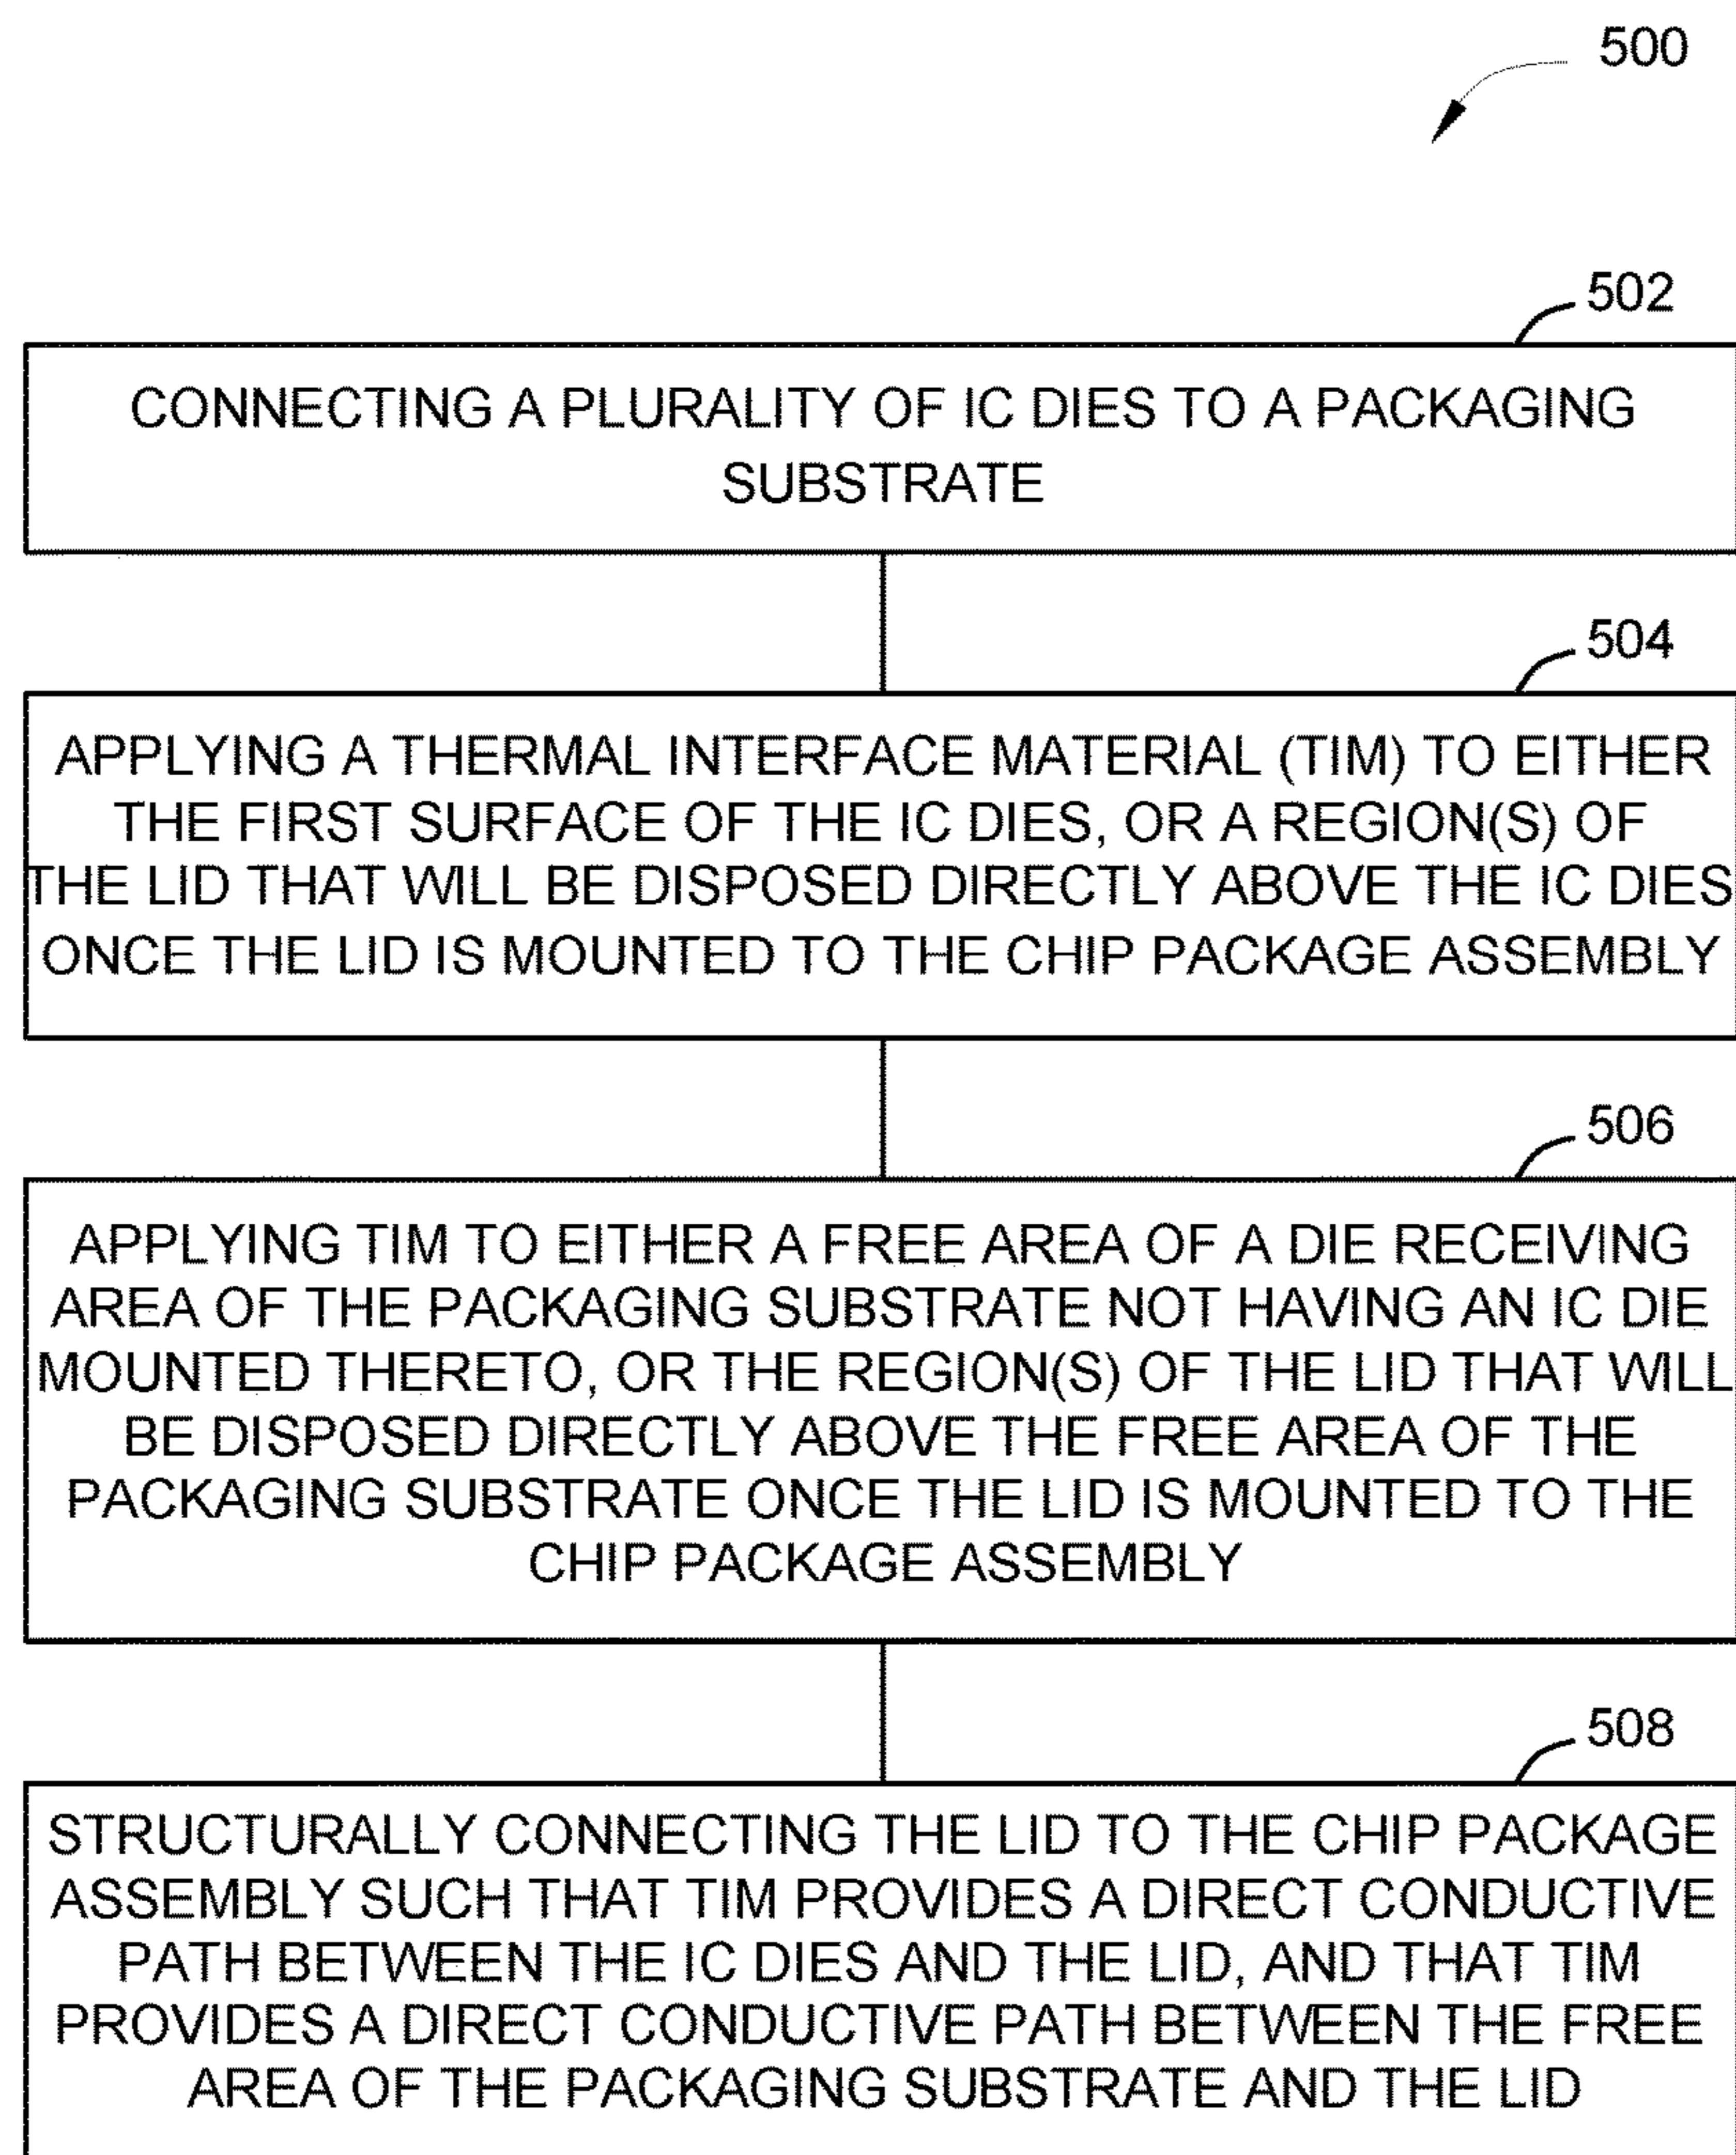 500
502
CONNECTING A PLURALITY OF IC DIES TO A PACKAGING
SUBSTRATE
504
APPLYING A THERMAL INTERFACE MATERIAL (TIM) TO EITHER
THE FIRST SURFACE OF THE IC DIES, OR A REGION(S) OF
THE LID THAT WILL BE DISPOSED DIRECTLY ABOVE THE IC DIES
ONCE THE LID IS MOUNTED TO THE CHIP PACKAGE ASSEMBLY
506
APPLYING TIM TO EITHER A FREE AREA OF A DIE RECEIVING
AREA OF THE PACKAGING SUBSTRATE NOT HAVING AN IC DIE
MOUNTED THERETO, OR THE REGION(S) OF THE LID THAT WILL
BE DISPOSED DIRECTLY ABOVE THE FREE AREA OF THE
PACKAGING SUBSTRATE ONCE THE LID IS MOUNTED TO THE
CHIP PACKAGE ASSEMBLY
508
STRUCTURALLY CONNECTING THE LID TO THE CHIP PACKAGE
ASSEMBLY SUCH THAT TIM PROVIDES A DIRECT CONDUCTIVE
PATH BETWEEN THE IC DIES AND THE LID, AND THAT TIM
PROVIDES A DIRECT CONDUCTIVE PATH BETWEEN THE FREE
AREA OF THE PACKAGING SUBSTRATE AND THE LID